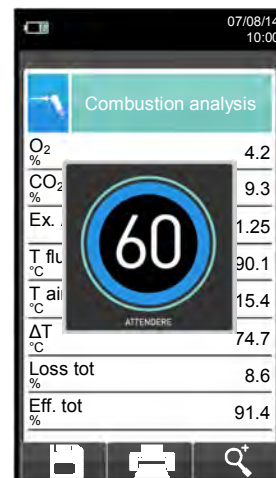 07/08/14
10:00
Combustion analysis
O2
%
4.2
CO2
%
9.3
Ex.
1.25
T flu
°C
90.1
T ai
°C
15.4
60
ATTENDERE
ΔT
°C
74.7
Loss tot
%
8.6
Eff. tot
%
91.4